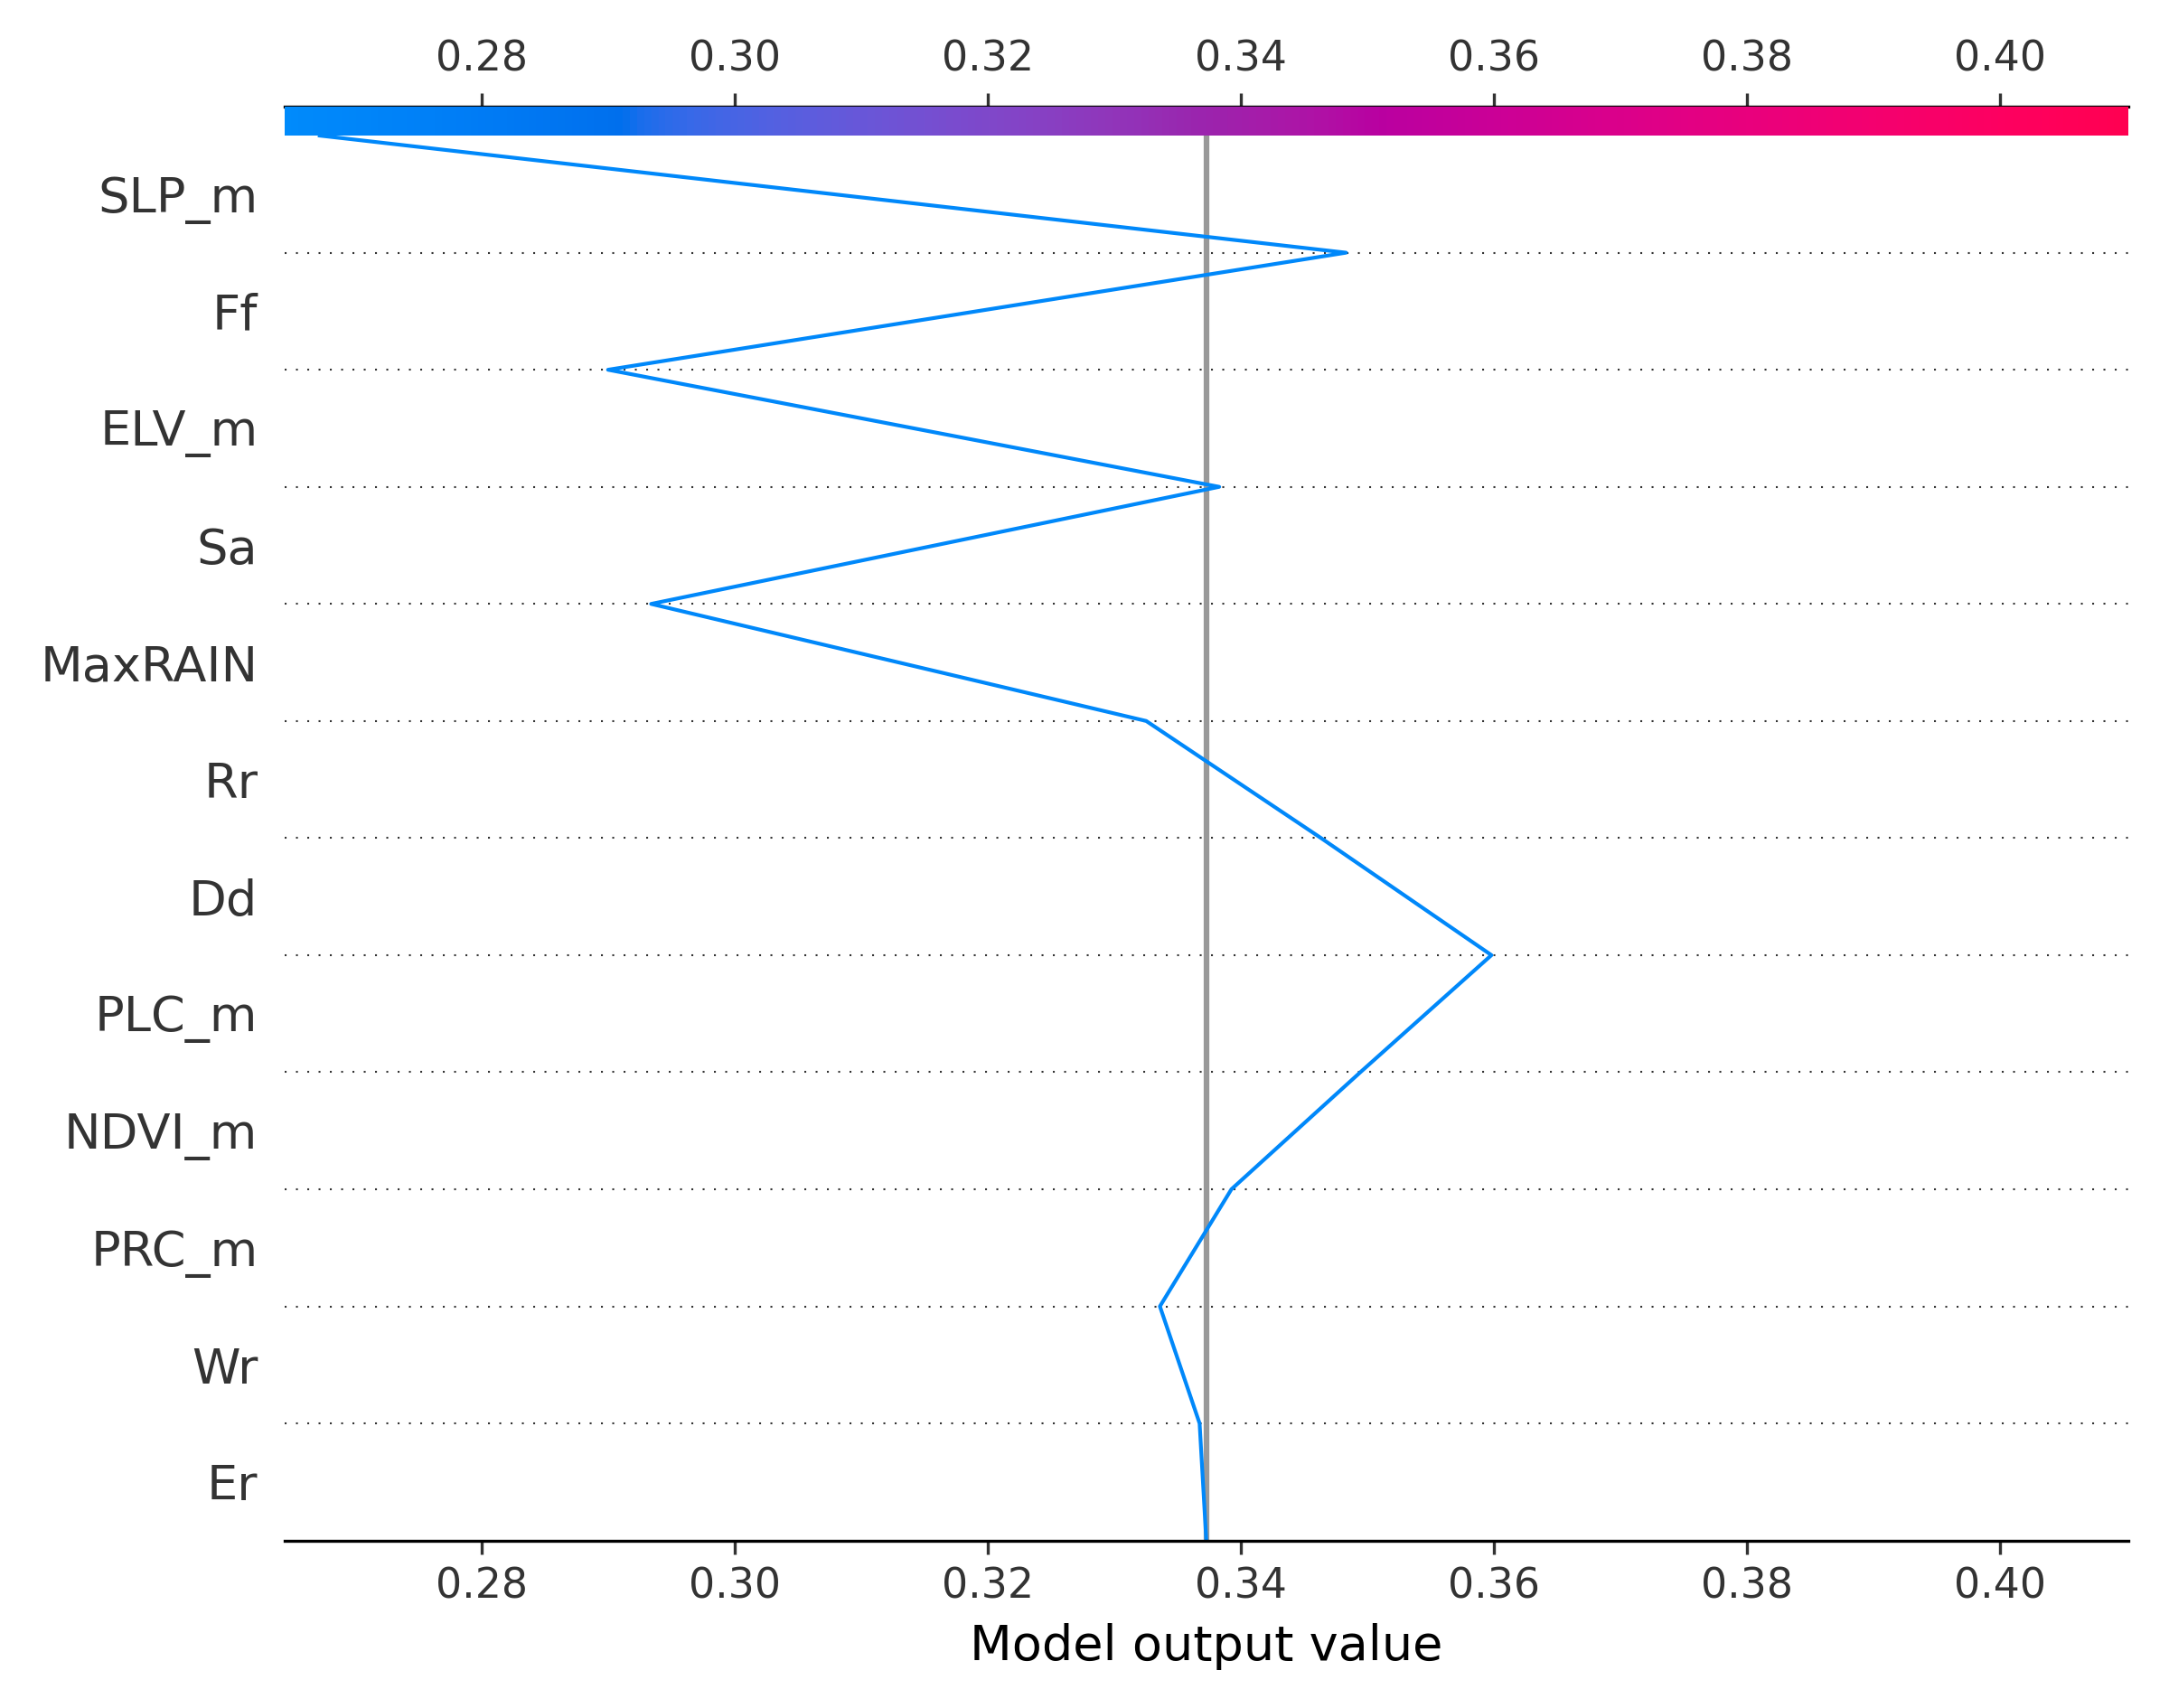 0.28 0.30 0.32 0.34 0.36 0.38 0.40
SLP_m
Ff
ELV_m
Sa
MaxRAIN
Rr
Dd
PLC_m
NDVI_m
PRC_m
Wr
Er
0.28 0.30 0.32 0.34 0.36 0.38 0.40
Model output value